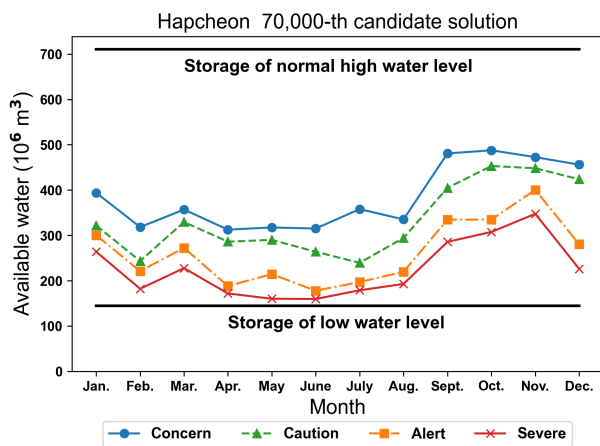 Hapcheon  70,000-th candidate solution
Available water (10⁶ m³)
700
600
500
400
300
200
100
0
Storage of normal high water level
Storage of low water level
Jan. Feb. Mar. Apr. May June July Aug. Sept. Oct. Nov. Dec.
Month
Concern Caution Alert Severe